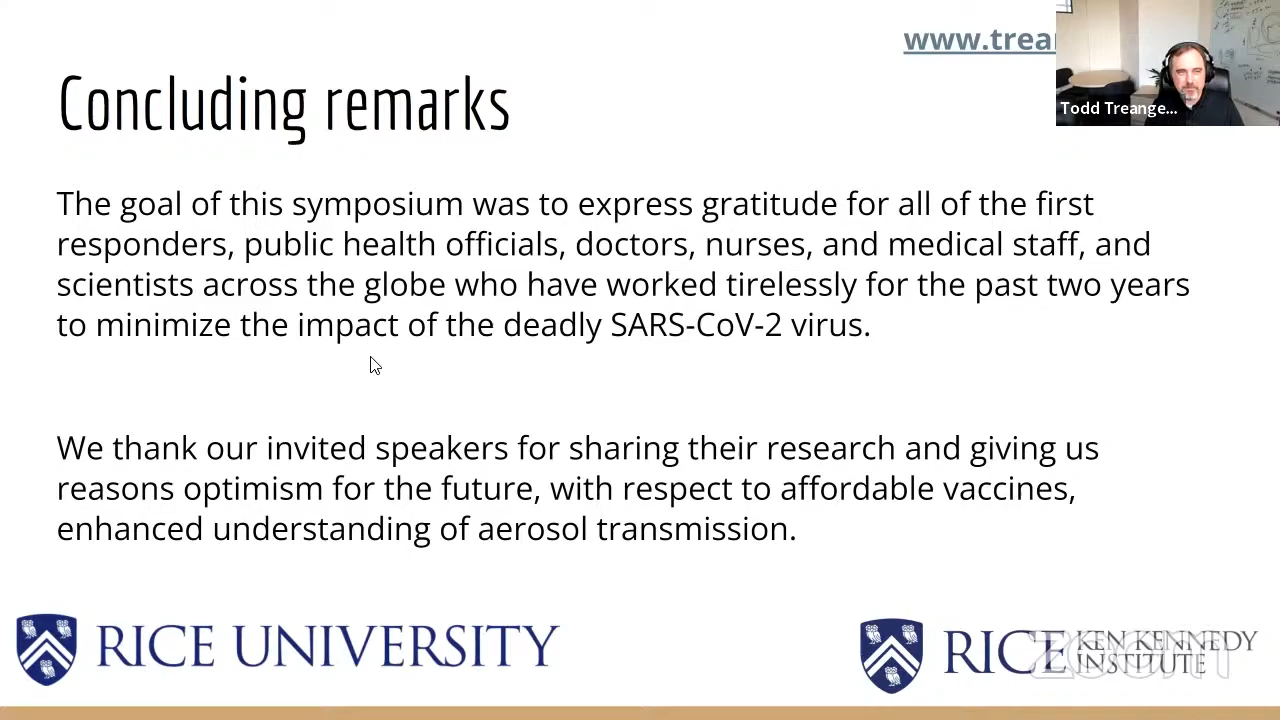 www.trea
Concluding remarks
Todd Treange...
The goal of this symposium was to express gratitude for all of the first
responders, public health officials, doctors, nurses, and medical staff, and
scientists across the globe who have worked tirelessly for the past two years
to minimize the impact of the deadly SARS-CoV-2 virus.
We thank our invited speakers for sharing their research and giving us
reasons optimism for the future, with respect to affordable vaccines,
enhanced understanding of aerosol transmission.
RICE UNIVERSITY
RICE KEN KENNEDY
INSTITUTE
zoom